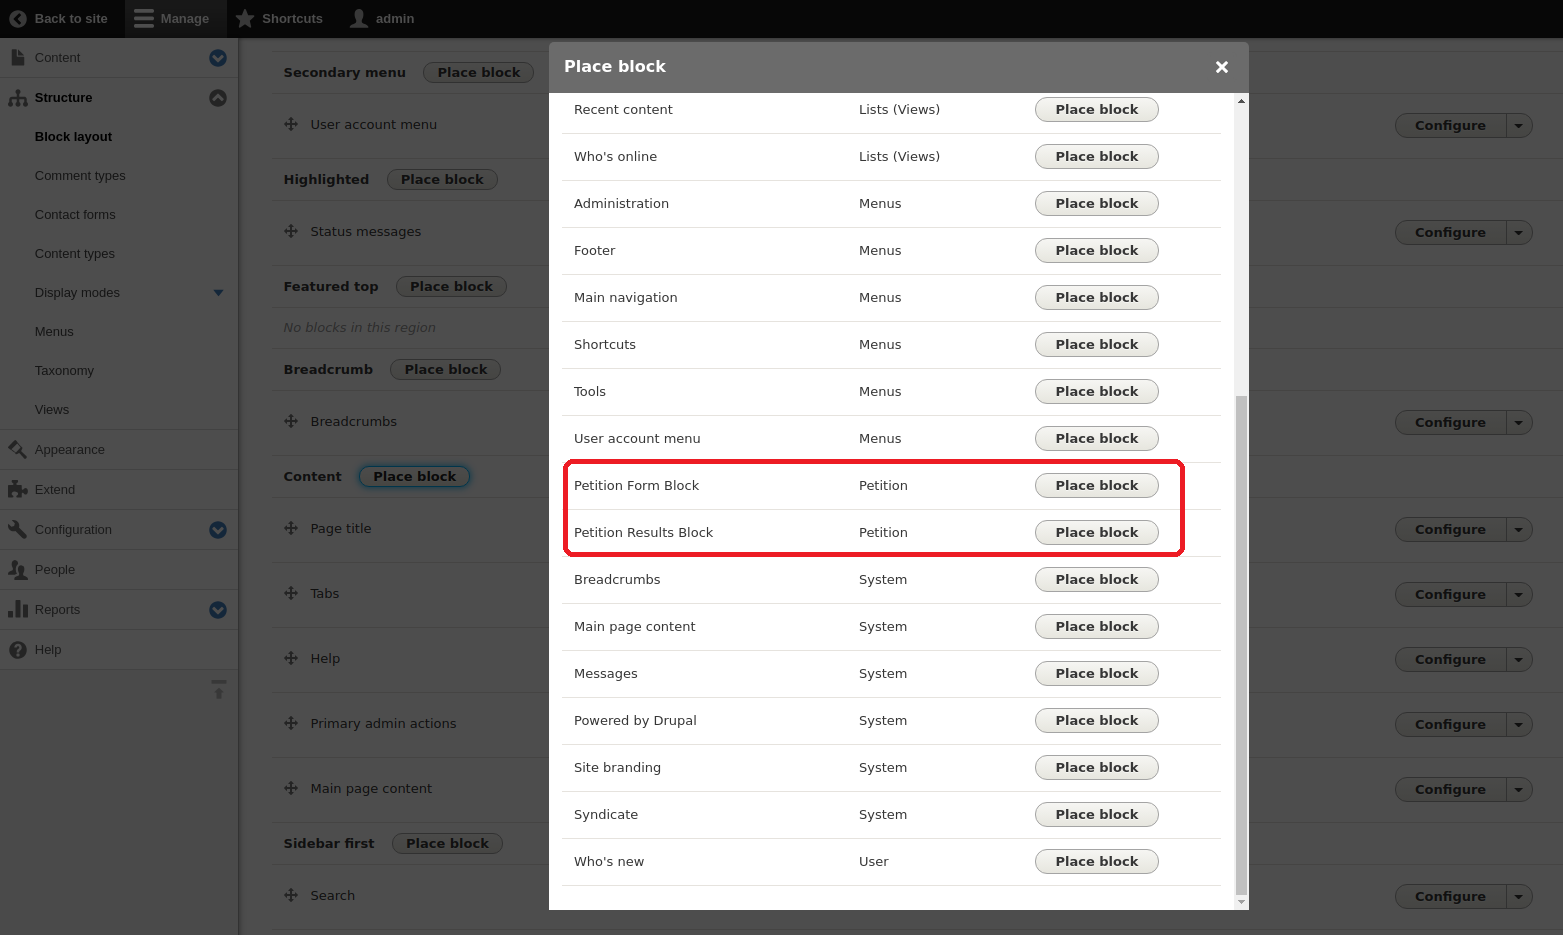 Back to site
Manage
Shortcuts
admin
Content
Structure
Block layout
Comment types
Contact forms
Content types
Display modes
Menus
Taxonomy
Views
Appearance
Extend
Configuration
People
Reports
Help
Secondary menu Place block
User account menu Configure
Highlighted Place block
Status messages Configure
Featured top Place block
No blocks in this region
Breadcrumb Place block
Breadcrumbs Configure
Content Place block
Page title Configure
Tabs Configure
Help Configure
Primary admin actions Configure
Main page content Configure
Sidebar first Place block
Search Configure
Place block
Recent content Lists (Views) Place block
Who's online Lists (Views) Place block
Administration Menus Place block
Footer Menus Place block
Main navigation Menus Place block
Shortcuts Menus Place block
Tools Menus Place block
User account menu Menus Place block
Petition Form Block Petition Place block
Petition Results Block Petition Place block
Breadcrumbs System Place block
Main page content System Place block
Messages System Place block
Powered by Drupal System Place block
Site branding System Place block
Syndicate System Place block
Who's new User Place block